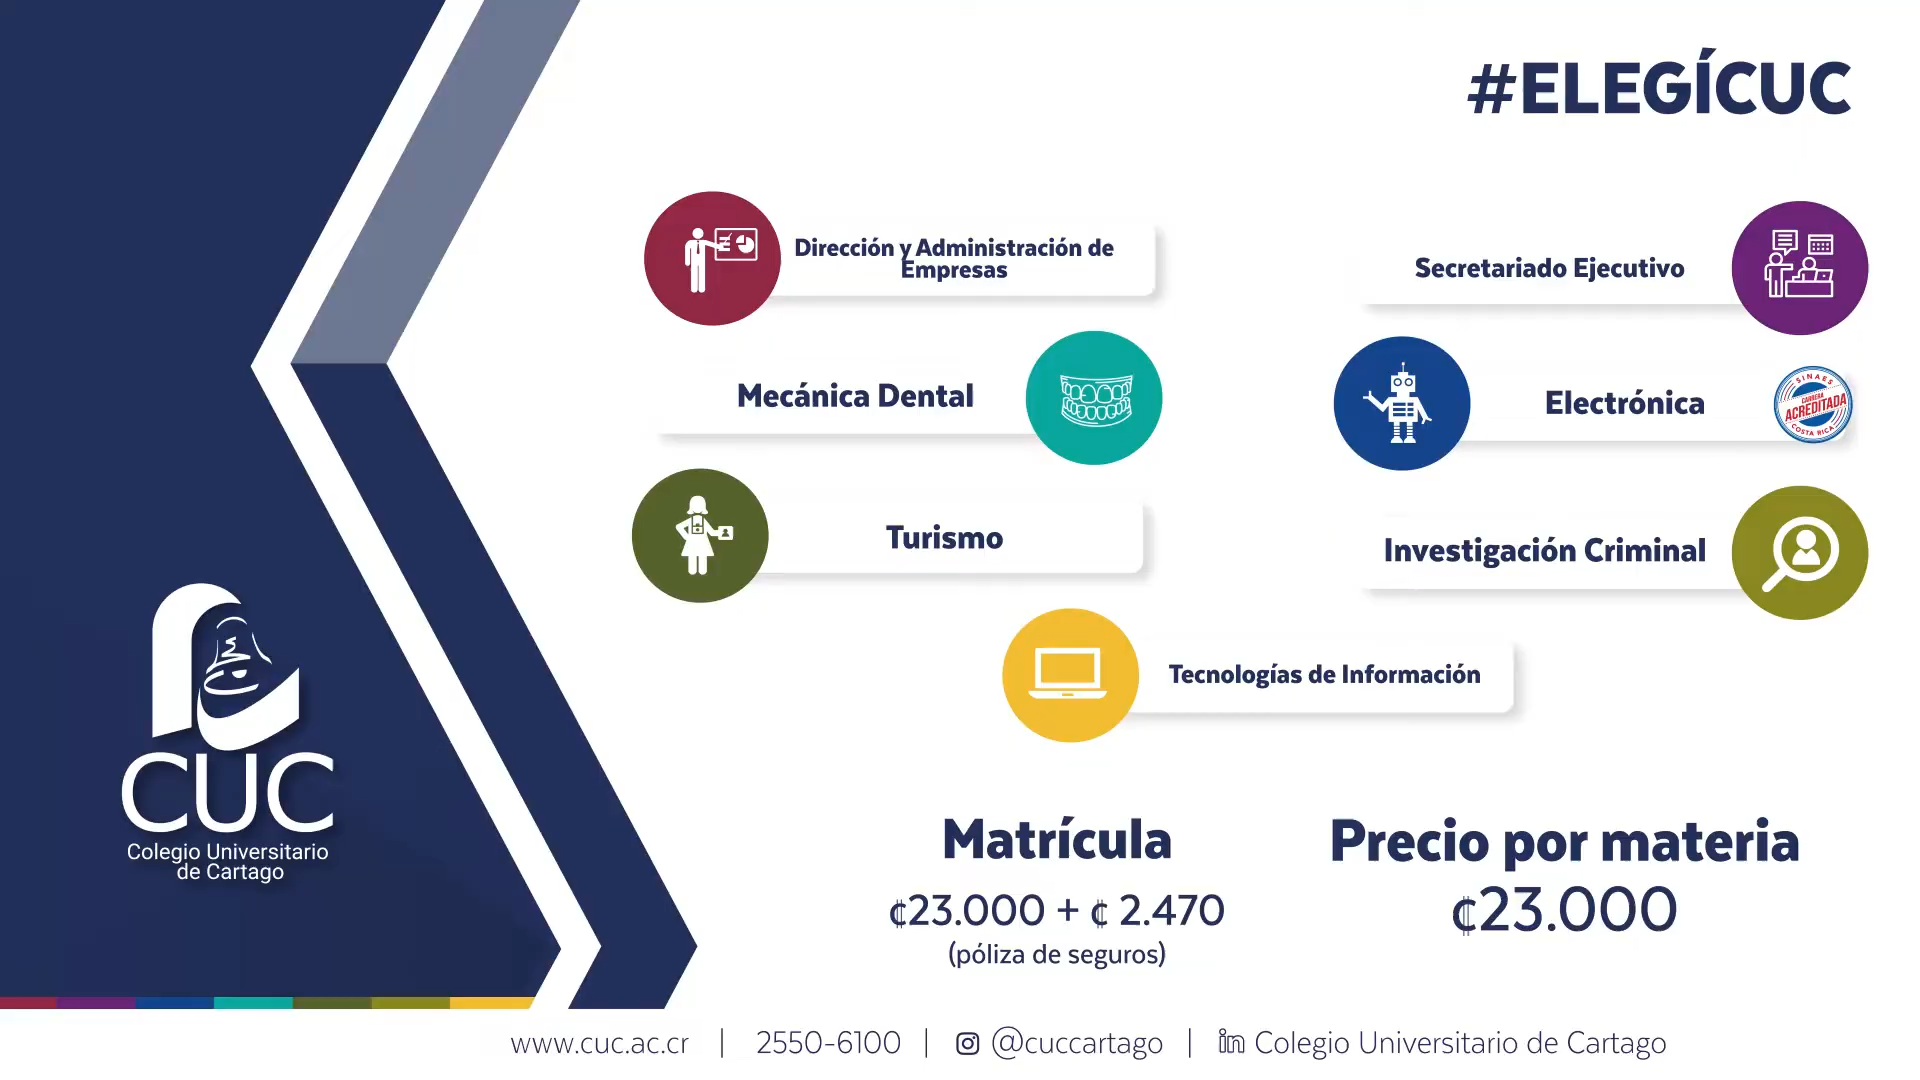 #ELEGÍCUC
Dirección y Administración de
Empresas
Secretariado Ejecutivo
Mecánica Dental
Electrónica
SINAES
CARRERA
ACREDITADA
COSTA RICA
Turismo
Investigación Criminal
Tecnologías de Información
CUC
Colegio Universitario
de Cartago
Matrícula
₡23.000 + ₡ 2.470
(póliza de seguros)
Precio por materia
₡23.000
www.cuc.ac.cr | 2550-6100 | @cuccartago | in Colegio Universitario de Cartago